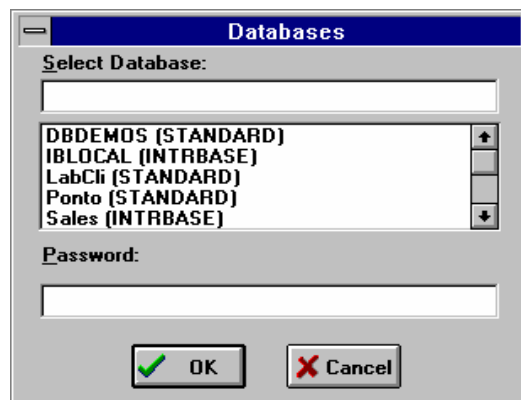 Databases
Select Database:
DBDEMOS (STANDARD)
IBLOCAL (INTRBASE)
LabCli (STANDARD)
Ponto (STANDARD)
Sales (INTRBASE)
Password:
OK
Cancel